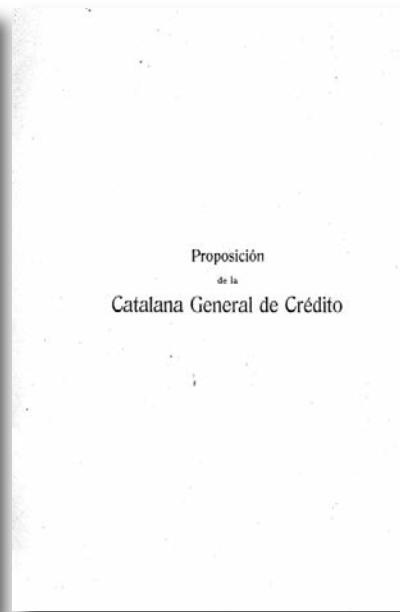 Proposición
de la
Catalana General de Crédito